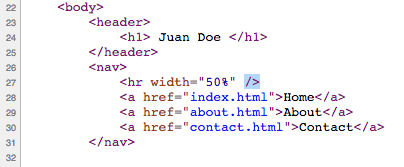 22 <body>
23 <header>
24 <h1> Juan Doe </h1>
25 </header>
26 <nav>
27 <hr width="50%" />
28 <a href="index.html">Home</a>
29 <a href="about.html">About</a>
30 <a href="contact.html">Contact</a>
31 </nav>
32